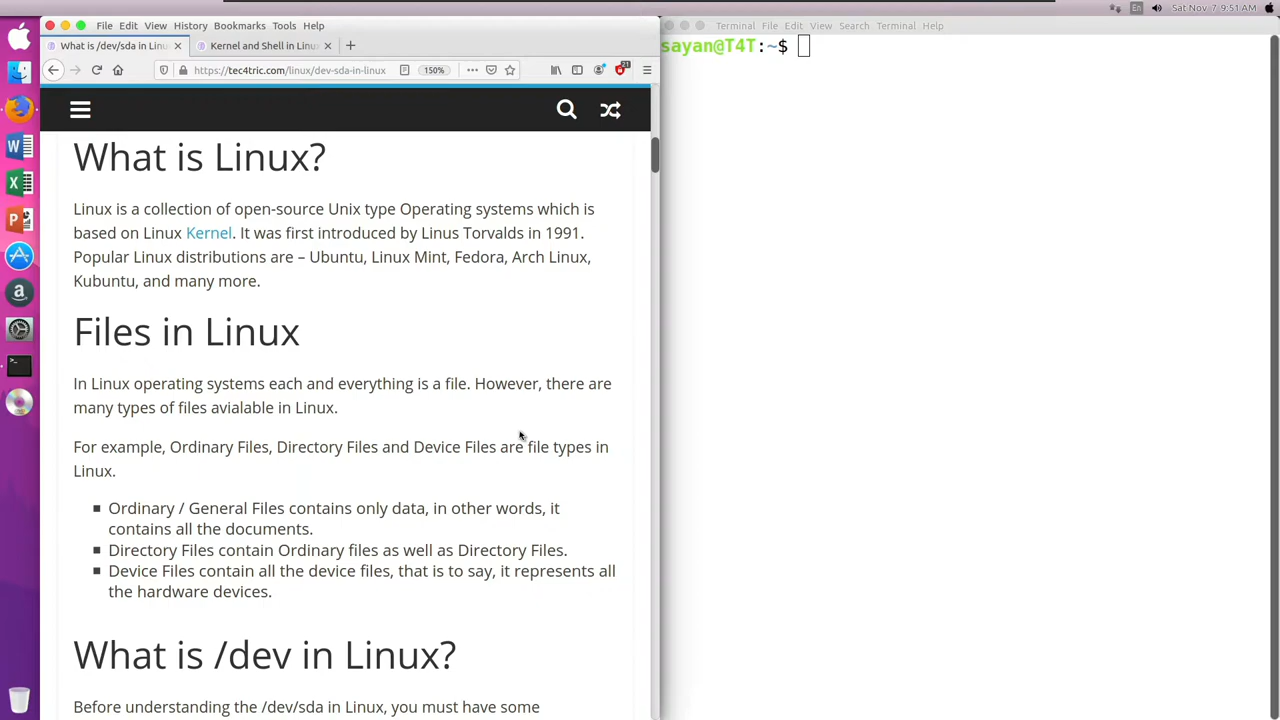 File Edit View History Bookmarks Tools Help
Terminal File Edit View Search Terminal Help
En Sat Nov 7 9:51 AM
What is /dev/sda in Linu × Kernel and Shell in Linux × +
sayan@T4T:~$
https://tec4tric.com/linux/dev-sda-in-linux 150% 21
What is Linux?
Linux is a collection of open-source Unix type Operating systems which is
based on Linux Kernel. It was first introduced by Linus Torvalds in 1991.
Popular Linux distributions are – Ubuntu, Linux Mint, Fedora, Arch Linux,
Kubuntu, and many more.
Files in Linux
In Linux operating systems each and everything is a file. However, there are
many types of files avialable in Linux.
For example, Ordinary Files, Directory Files and Device Files are file types in
Linux.
Ordinary / General Files contains only data, in other words, it
contains all the documents.
Directory Files contain Ordinary files as well as Directory Files.
Device Files contain all the device files, that is to say, it represents all
the hardware devices.
What is /dev in Linux?
Before understanding the /dev/sda in Linux, you must have some